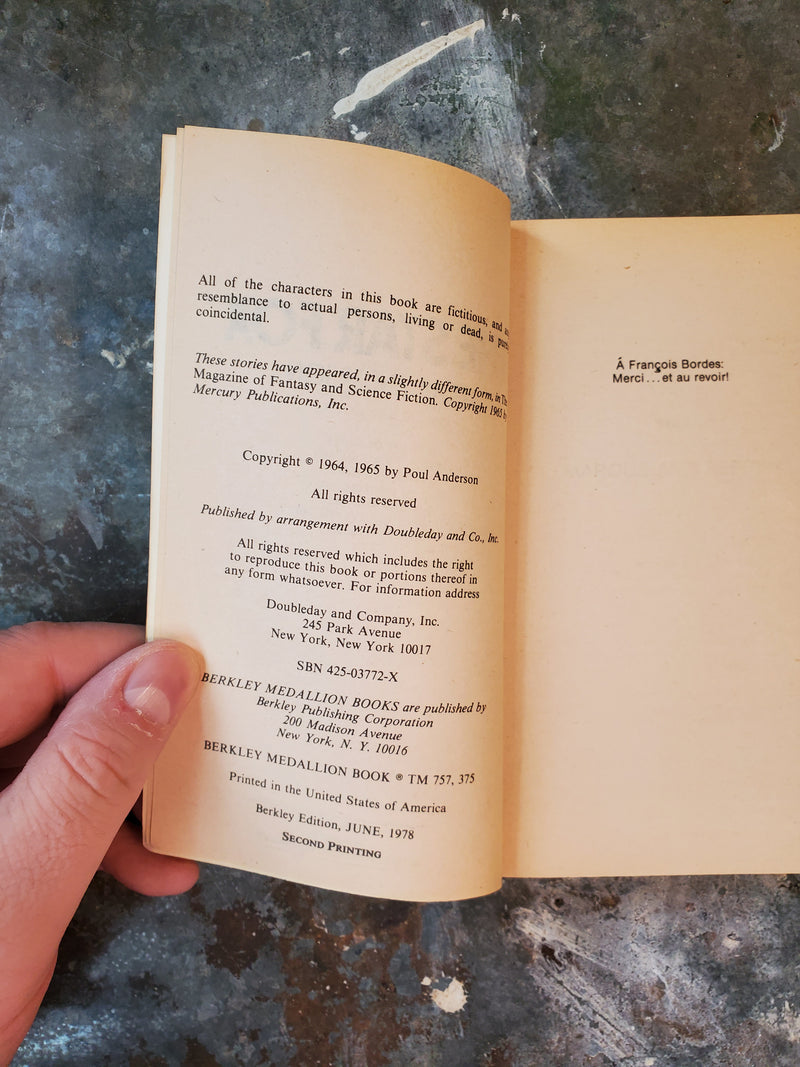 All of the characters in this book are fictitious, and
resemblance to actual persons, living or dead, is
coincidental.
These stories have appeared, in a slightly different form, in
Magazine of Fantasy and Science Fiction. Copyright 1965
Mercury Publications, Inc.
Copyright © 1964, 1965 by Poul Anderson
All rights reserved
Published by arrangement with Doubleday and Co., Inc.
All rights reserved which includes the right
to reproduce this book or portions thereof in
any form whatsoever. For information address
Doubleday and Company, Inc.
245 Park Avenue
New York, New York 10017
SBN 425-03772-X
BERKLEY MEDALLION BOOKS are published by
Berkley Publishing Corporation
200 Madison Avenue
New York, N. Y. 10016
BERKLEY MEDALLION BOOK ® TM 757, 375
Printed in the United States of America
Berkley Edition, JUNE, 1978
SECOND PRINTING
Á François Bordes:
Merci...et au revoir!